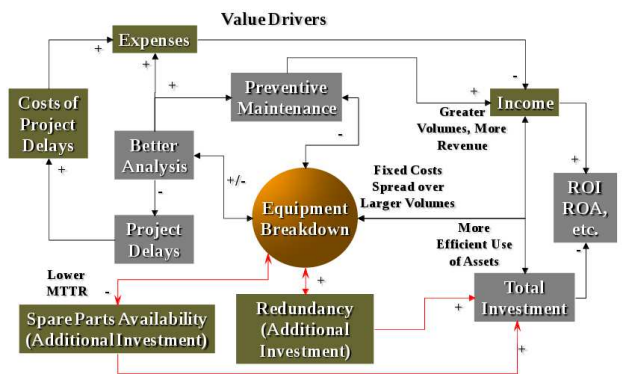 Value Drivers
Expenses
+
+
+
-
Costs of
Project
Delays
Preventive
Maintenance
+
Income
Greater
Volumes, More
Revenue
Better
Analysis
-
+
+
+/-
Fixed Costs
Spread over
Larger Volumes
ROI
ROA,
etc.
-
Equipment
Breakdown
Project
Delays
More
Efficient Use
of Assets
-
Lower
MTTR
-
+
Total
Investment
Spare Parts Availability
(Additional Investment)
Redundancy
(Additional
Investment)
+
+